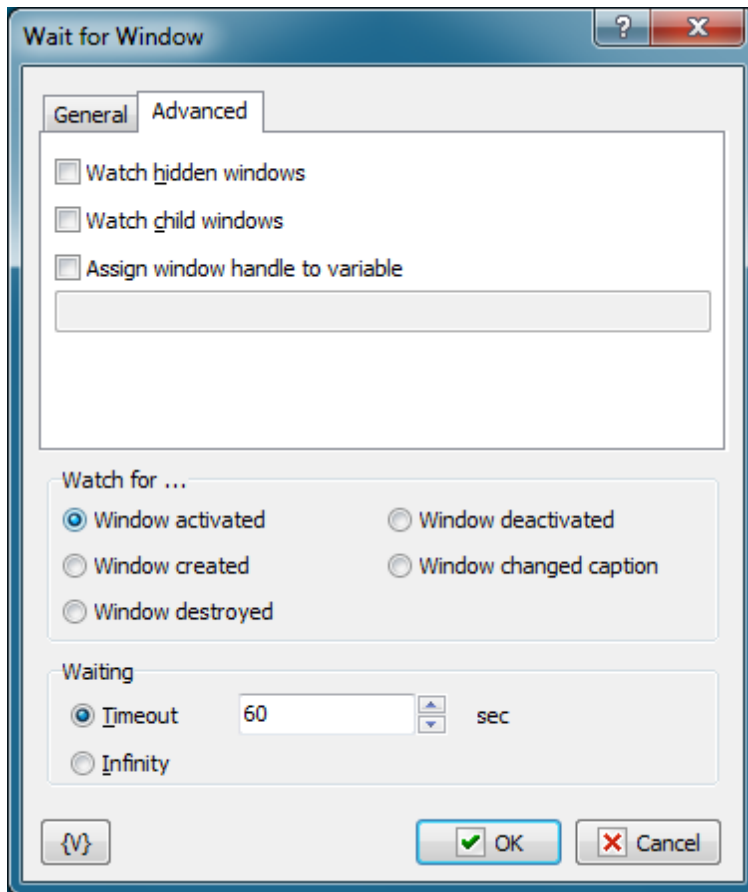 Wait for Window ?
General Advanced
Watch hidden windows
Watch child windows
Assign window handle to variable
Watch for ...
Window activated Window deactivated
Window created Window changed caption
Window destroyed
Waiting
Timeout 60 sec
Infinity
{V} OK Cancel